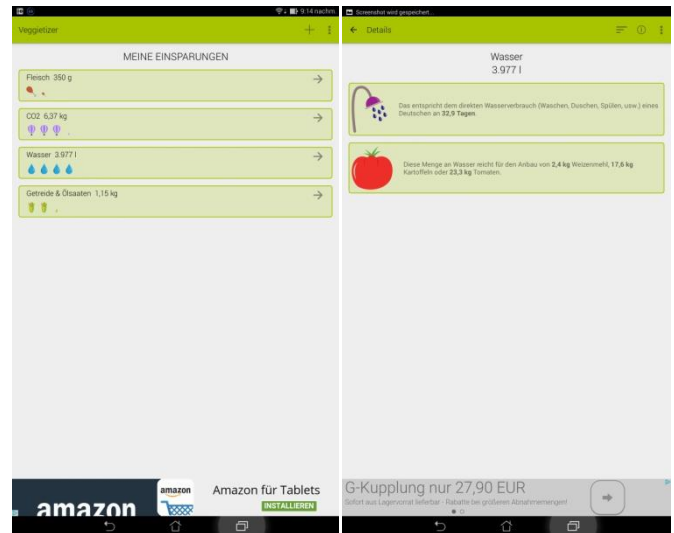 9:14 nachm.
Veggietizer
MEINE EINSPARUNGEN
Fleisch 350 g
CO2 6,37 kg
Wasser 3.977 l
Getreide & Ölsaaten 1,15 kg
amazon
amazon
Amazon für Tablets
INSTALLIEREN
Screenshot wird gespeichert...
Details
Wasser
3.977 l
Das entspricht dem direkten Wasserverbrauch (Waschen, Duschen, Spülen, usw.) eines
Deutschen an 32,9 Tagen.
Diese Menge an Wasser reicht für den Anbau von 2,4 kg Weizenmehl, 17,6 kg
Kartoffeln oder 23,3 kg Tomaten.
G-Kupplung nur 27,90 EUR
Sofort aus Lagervorrat lieferbar - Rabatte bei größeren Abnahmemengen!